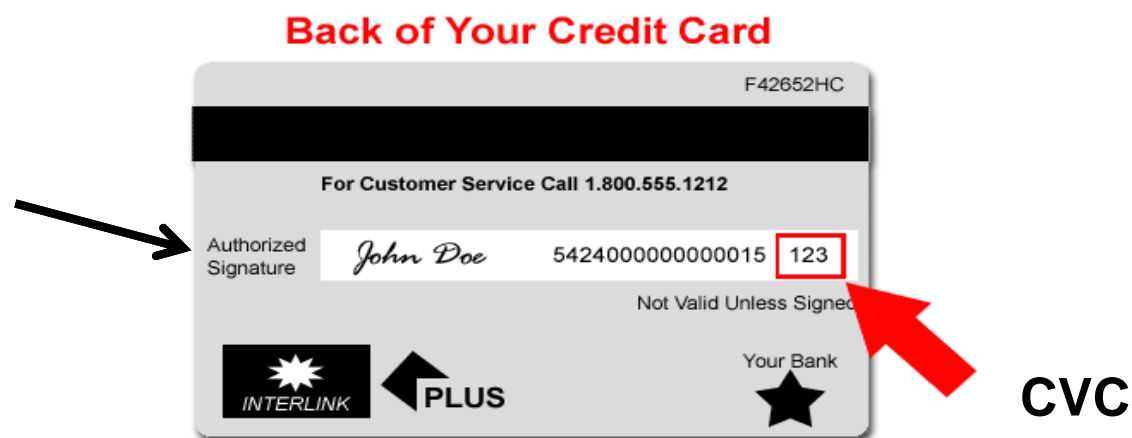 Back of Your Credit Card
F42652HC
For Customer Service Call 1.800.555.1212
Authorized
Signature
John Doe 5424000000000015 123
Not Valid Unless Signed
INTERLINK
PLUS
Your Bank
CVC